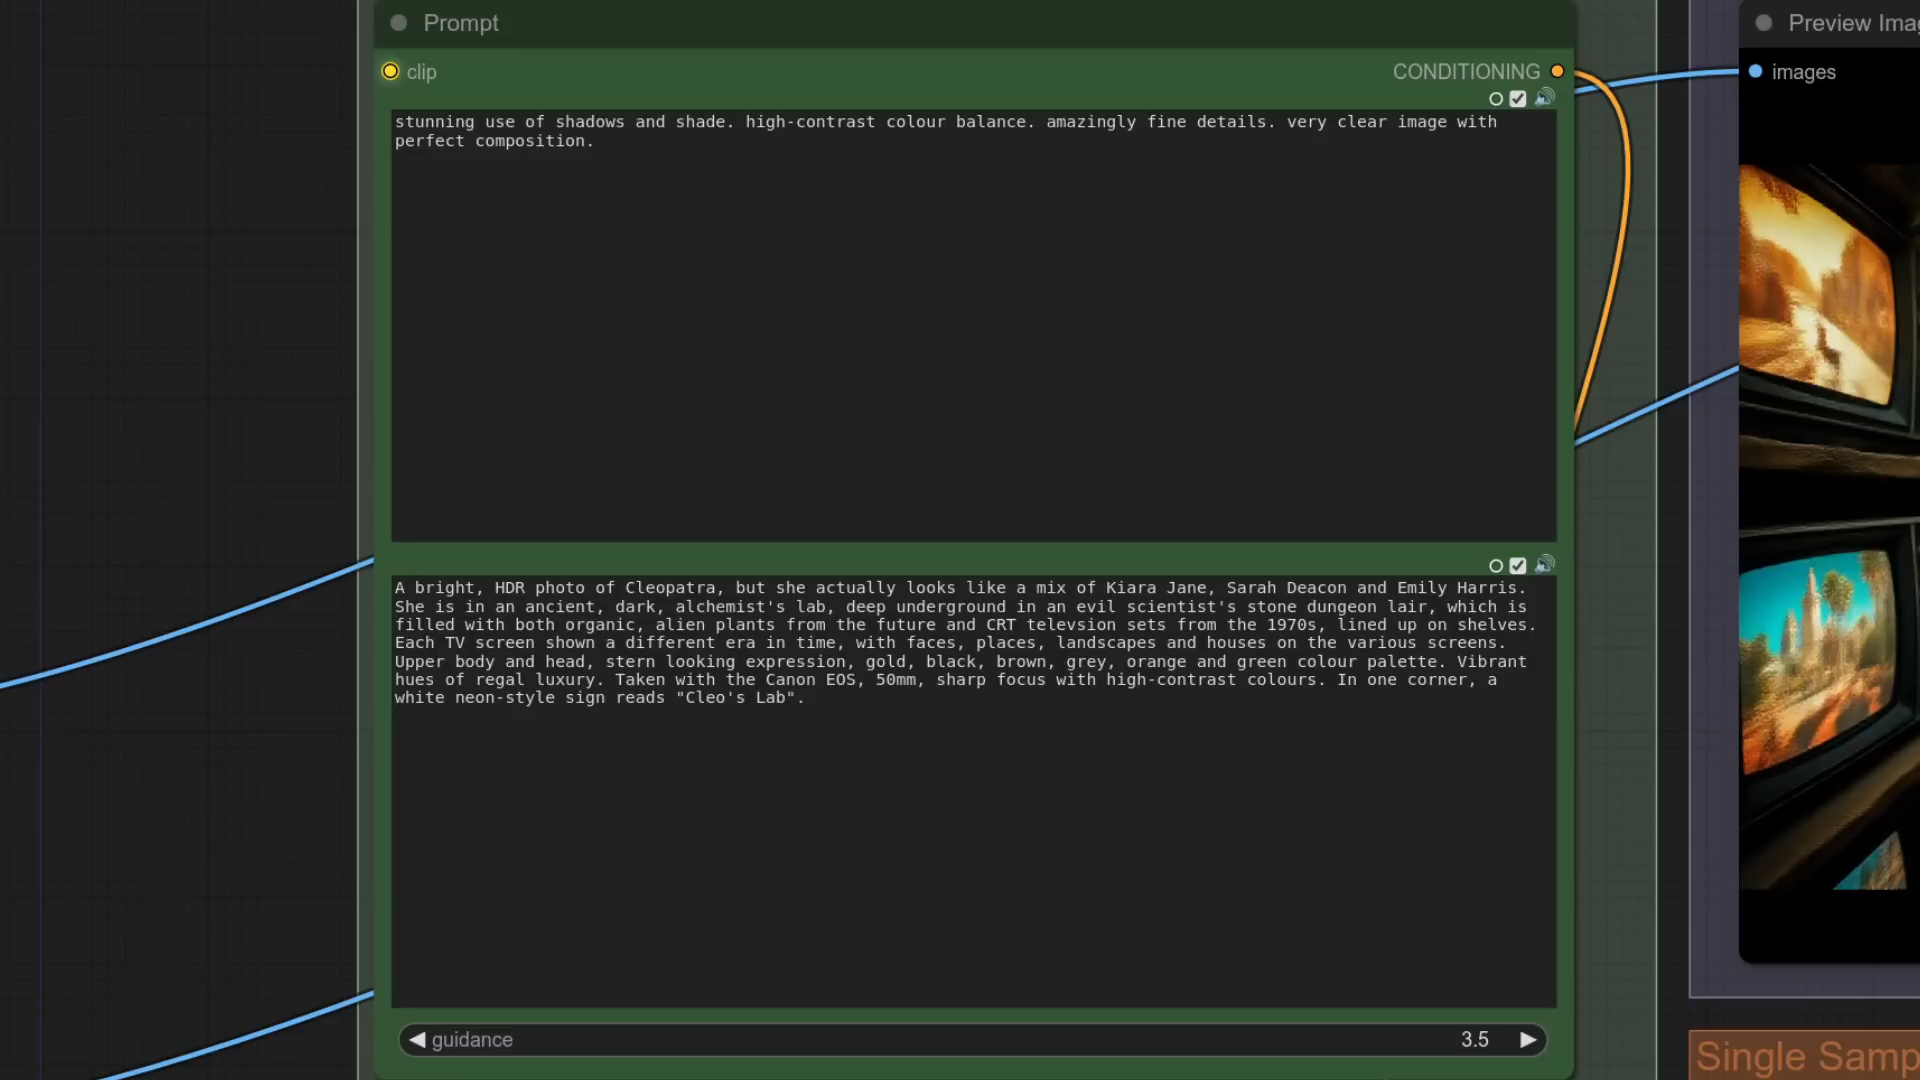 Prompt
Preview Imag
clip
CONDITIONING
images
stunning use of shadows and shade. high-contrast colour balance. amazingly fine details. very clear image with
perfect composition.
A bright, HDR photo of Cleopatra, but she actually looks like a mix of Kiara Jane, Sarah Deacon and Emily Harris.
She is in an ancient, dark, alchemist's lab, deep underground in an evil scientist's stone dungeon lair, which is
filled with both organic, alien plants from the future and CRT televsion sets from the 1970s, lined up on shelves.
Each TV screen shown a different era in time, with faces, places, landscapes and houses on the various screens.
Upper body and head, stern looking expression, gold, black, brown, grey, orange and green colour palette. Vibrant
hues of regal luxury. Taken with the Canon EOS, 50mm, sharp focus with high-contrast colours. In one corner, a
white neon-style sign reads "Cleo's Lab".
guidance 3.5
Single Samp